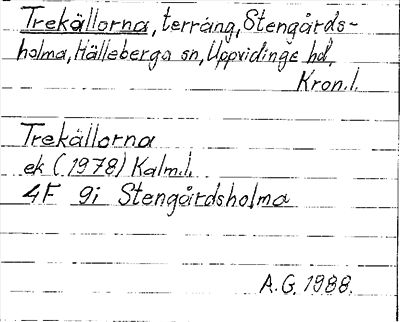 Trekällorna, terräng, Stengårds-
holma, Hälleberga sn, Uppvidinge hd,
Kron.l.
Trekällorna
ek (1978) Kalm.l.
4F 9i Stengårdsholma
A.G. 1988.